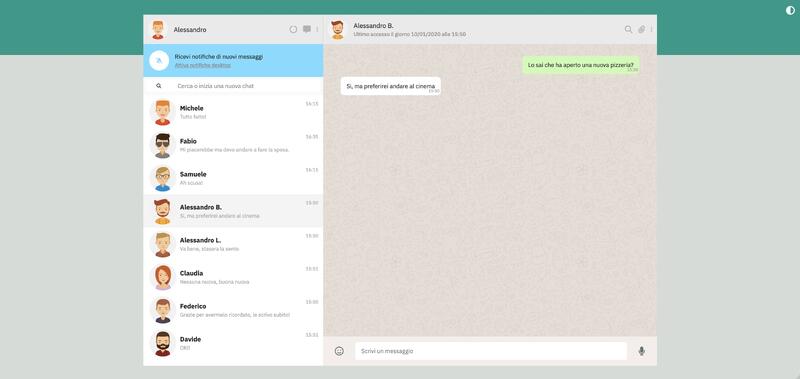 Alessandro
Ricevi notifiche di nuovi messaggi
Attiva notifiche desktop
Cerca o inizia una nuova chat
Michele
16:15
Tutto fatto!
Fabio
16:35
Mi piacerebbe ma devo andare a fare la spesa.
Samuele
16:15
Ah scusa!
Alessandro B.
15:50
Si, ma preferirei andare al cinema
Alessandro L.
15:50
Va bene, stasera la sento
Claudia
15:51
Nessuna nuova, buona nuova
Federico
Grazie per avermelo ricordato, le scrivo subito!
Davide
15:51
OK!!
Alessandro B.
Ultimo accesso il giorno 10/01/2020 alle 15:50
Lo sai che ha aperto una nuova pizzeria?
Si, ma preferirei andare al cinema
15:50
Scrivi un messaggio